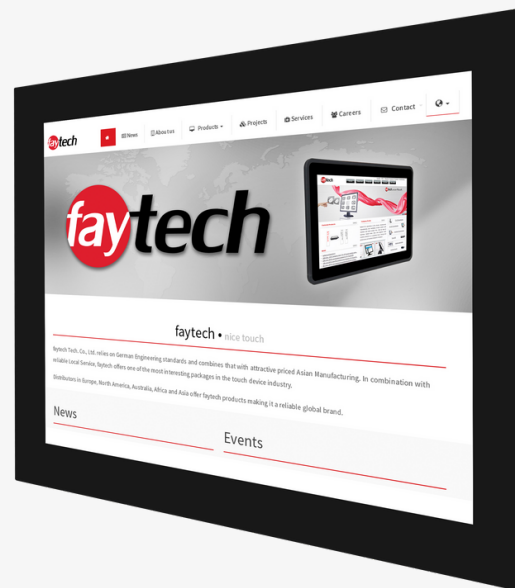 faytech
News
About us
Products
Projects
Services
Careers
Contact
faytech
faytech • nice touch
faytech Tech. Co., Ltd. relies on German Engineering standards and combines that with attractive priced Asian Manufacturing. In combination with
reliable Local Service, faytech offers one of the most interesting packages in the touch device industry.
Distributors in Europe, North America, Australia, Africa and Asia offer faytech products making it a reliable global brand.
News
Events